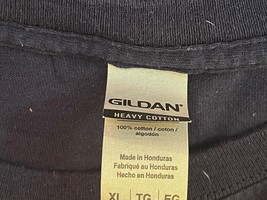 GILDAN®
HEAVY COTTON
100% cotton / coton /
algodón
Made in Honduras
Fabriqué au Honduras
Hecho en Honduras
XL TG EG